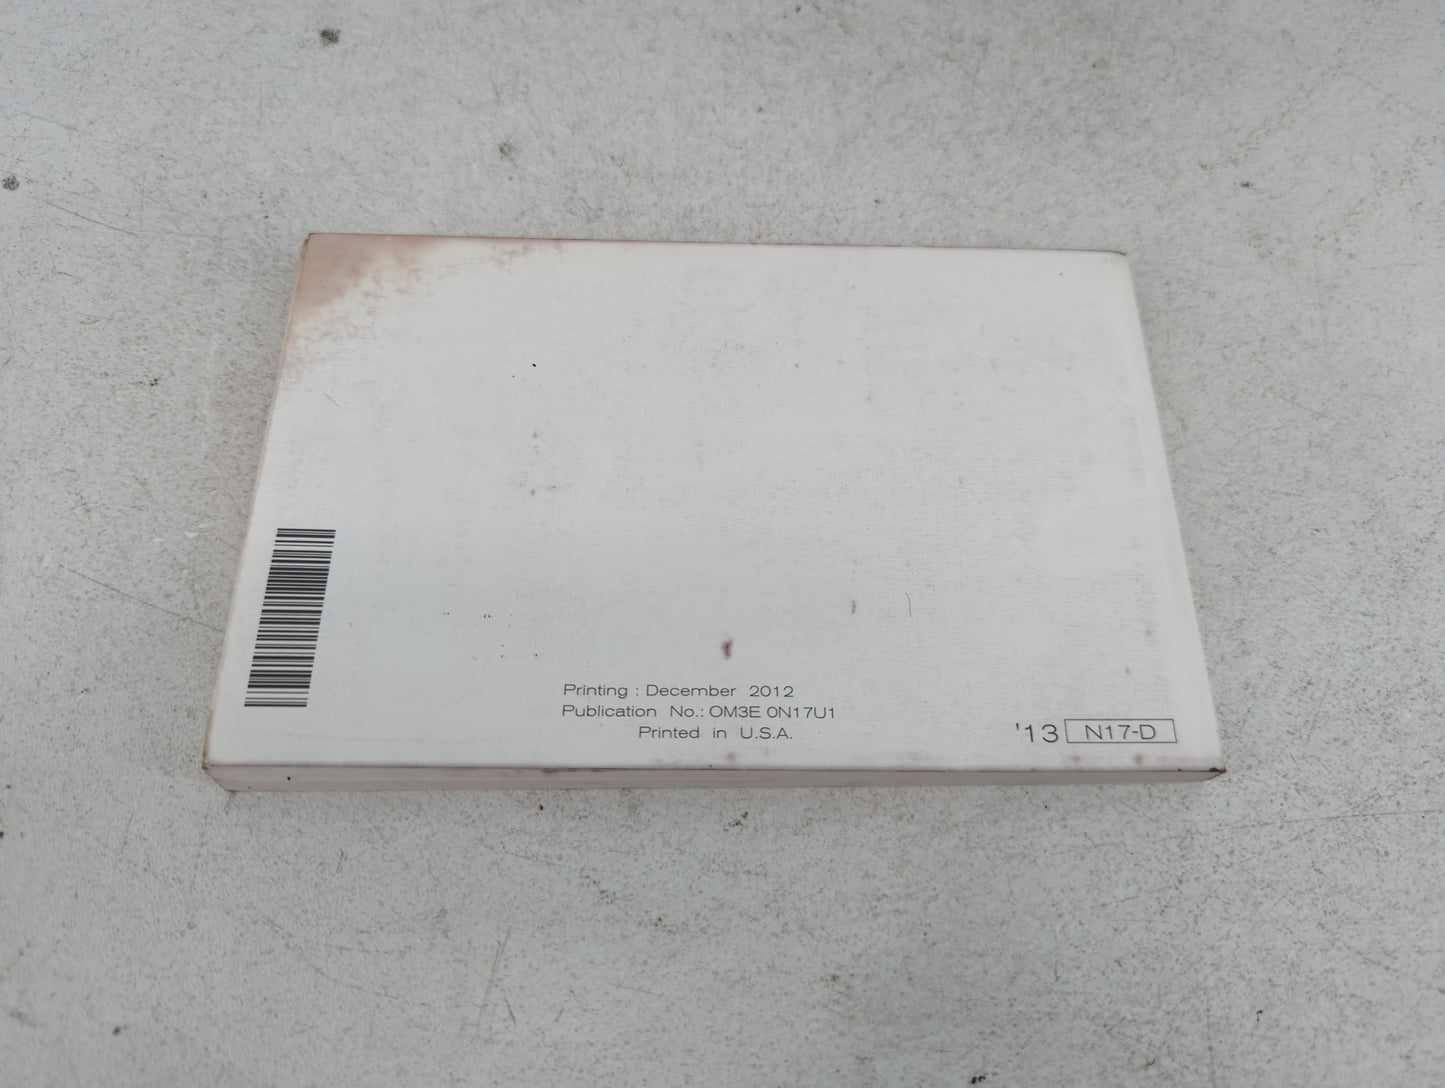 Printing : December 2012
Publication No.: OM3E 0N17U1
Printed in U.S.A.
'13 N17-D